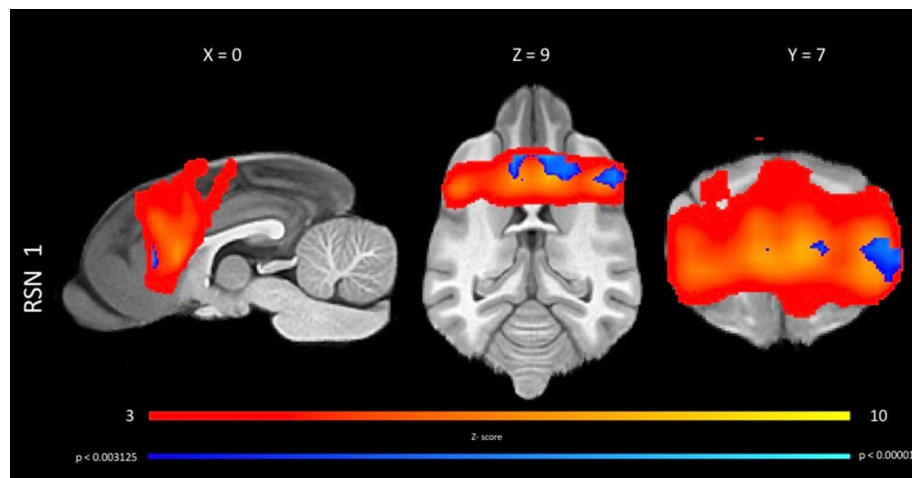 X = 0
Z = 9
Y = 7
RSN 1
3
10
Z- score
p < 0.003125
p < 0.00001